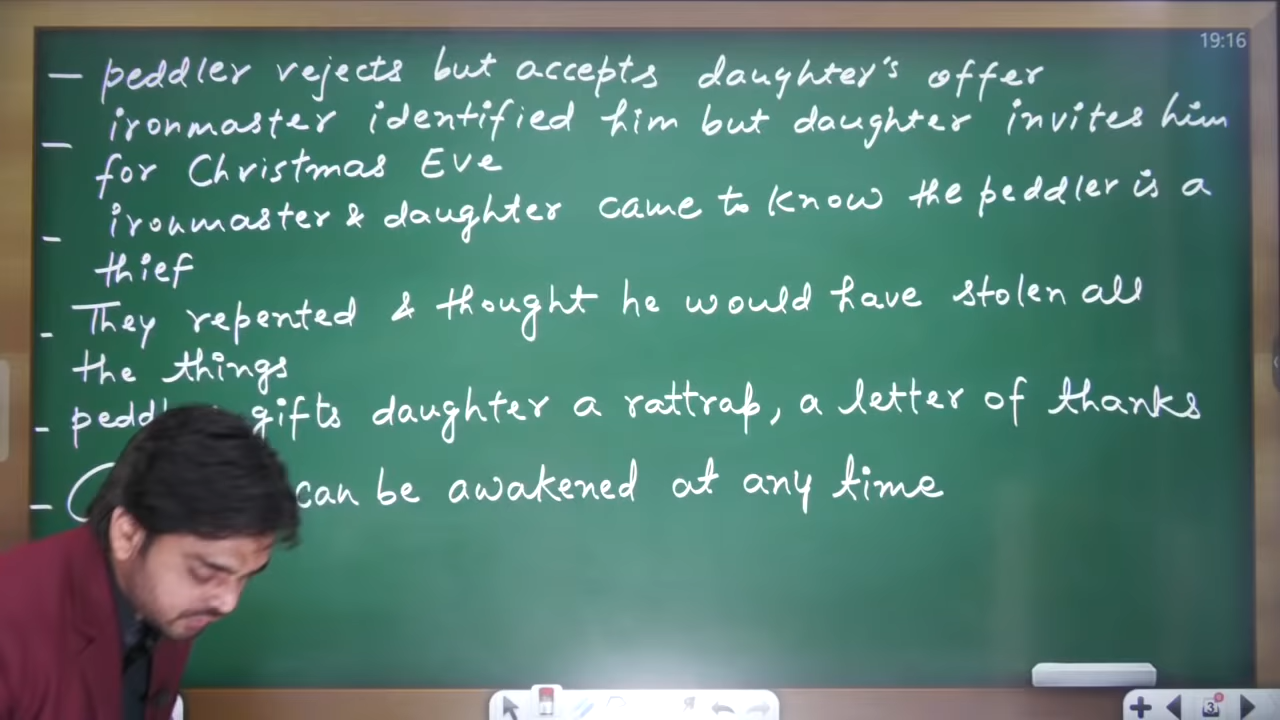 19:16
— peddler rejects but accepts daughter's offer
— ironmaster identified him but daughter invites him
for Christmas Eve
- ironmaster & daughter came to know the peddler is a
thief
- They repented & thought he would have stolen all
the things
- gifts daughter a rattrap, a letter of thanks
- can be awakened at any time
3